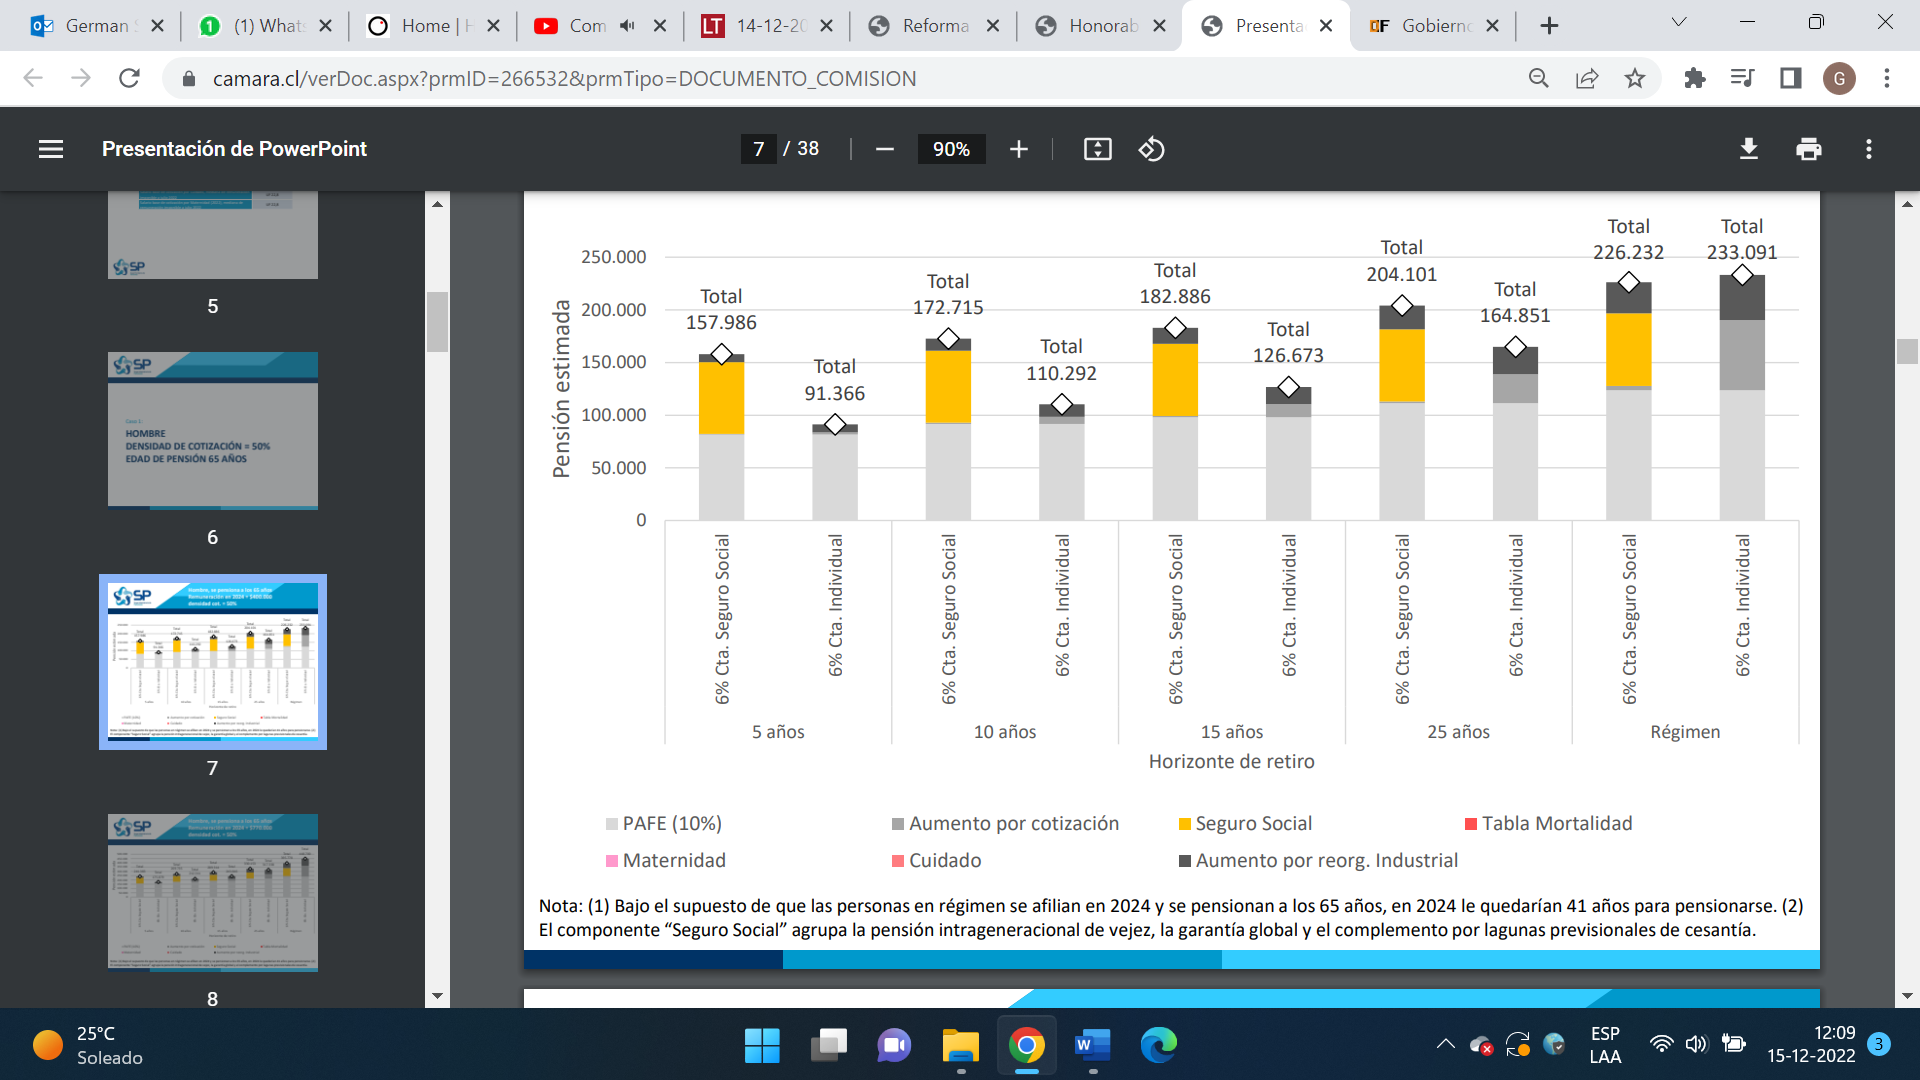 German
(1) Whats
Home | H
Com
LT
14-12-20
Reforma
Honorab
Presenta
DF
Gobierno
camara.cl/verDoc.aspx?prmID=266532&prmTipo=DOCUMENTO_COMISION
G
Presentación de PowerPoint
7 / 38
90%
SP
5
SP
HOMBRE
DENSIDAD DE COTIZACIÓN = 50%
EDAD DE PENSIÓN 65 AÑOS
6
SP
7
SP
8
Pensión estimada
250.000
200.000
150.000
100.000
50.000
0
Total
157.986
Total
91.366
Total
172.715
Total
110.292
Total
182.886
Total
126.673
Total
204.101
Total
164.851
Total
226.232
Total
233.091
6% Cta. Seguro Social
6% Cta. Individual
6% Cta. Seguro Social
6% Cta. Individual
6% Cta. Seguro Social
6% Cta. Individual
6% Cta. Seguro Social
6% Cta. Individual
6% Cta. Seguro Social
6% Cta. Individual
5 años
10 años
15 años
25 años
Régimen
Horizonte de retiro
PAFE (10%)
Aumento por cotización
Seguro Social
Tabla Mortalidad
Maternidad
Cuidado
Aumento por reorg. Industrial
Nota: (1) Bajo el supuesto de que las personas en régimen se afilian en 2024 y se pensionan a los 65 años, en 2024 le quedarían 41 años para pensionarse. (2)
El componente “Seguro Social” agrupa la pensión intrageneracional de vejez, la garantía global y el complemento por lagunas previsionales de cesantía.
25°C
Soleado
ESP
LAA
12:09
15-12-2022
3